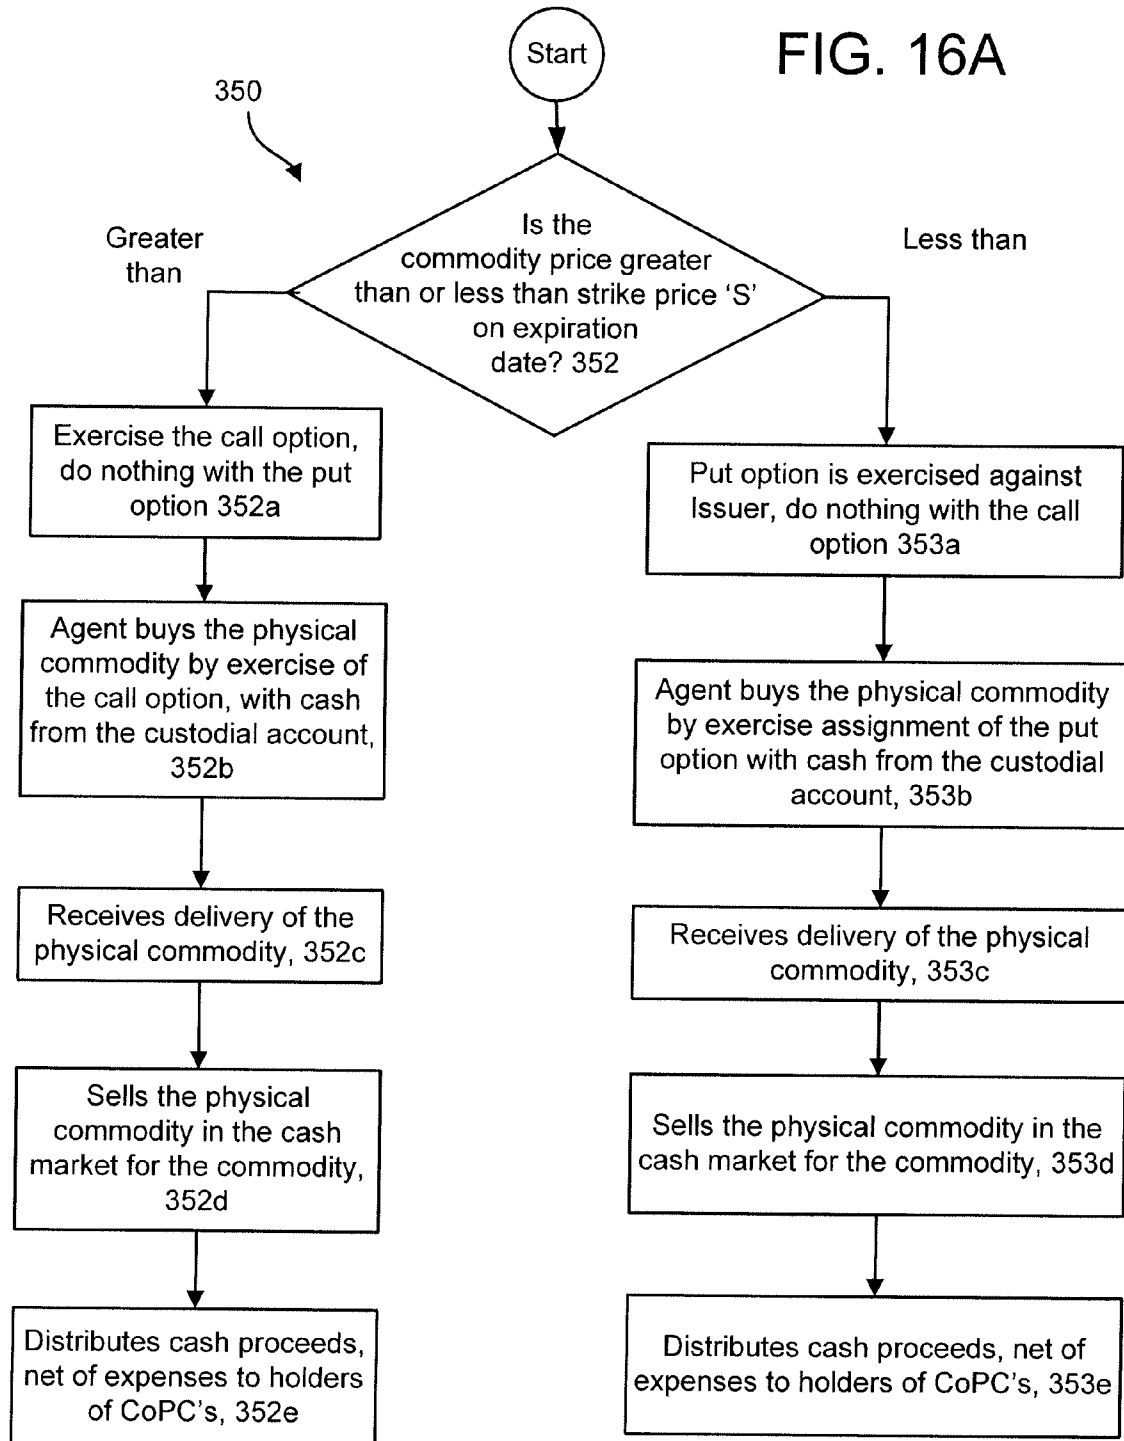 Start
FIG. 16A
350
Is the
commodity price greater
than or less than strike price ‘S’
on expiration
date? 352
Greater
than
Less than
Exercise the call option,
do nothing with the put
option 352a
Agent buys the physical
commodity by exercise of
the call option, with cash
from the custodial account,
352b
Receives delivery of the
physical commodity, 352c
Sells the physical
commodity in the cash
market for the commodity,
352d
Distributes cash proceeds,
net of expenses to holders
of CoPC’s, 352e
Put option is exercised against
Issuer, do nothing with the call
option 353a
Agent buys the physical commodity
by exercise assignment of the put
option with cash from the custodial
account, 353b
Receives delivery of the physical
commodity, 353c
Sells the physical commodity in the
cash market for the commodity, 353d
Distributes cash proceeds, net of
expenses to holders of CoPC’s, 353e